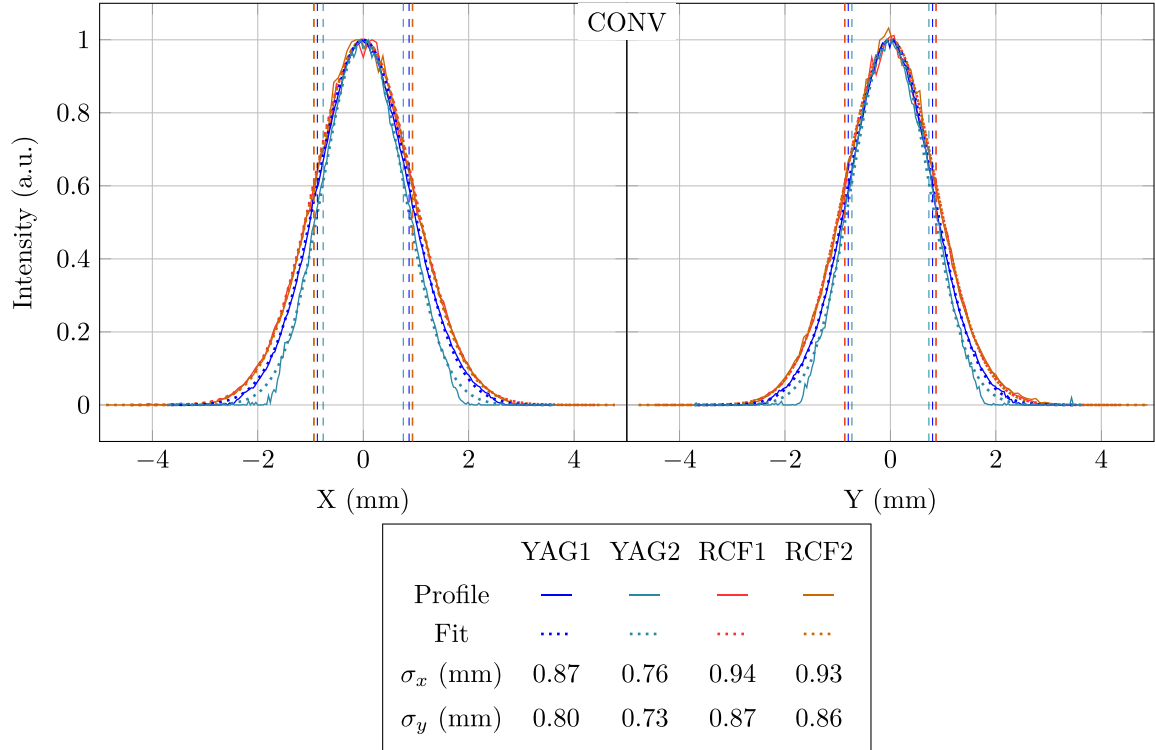 CONV
1
0.8
0.6
0.4
0.2
0
Intensity (a.u.)
−4 −2 0 2 4
−4 −2 0 2 4
X (mm)
Y (mm)
YAG1 YAG2 RCF1 RCF2
Profile
Fit
σx (mm) 0.87 0.76 0.94 0.93
σy (mm) 0.80 0.73 0.87 0.86